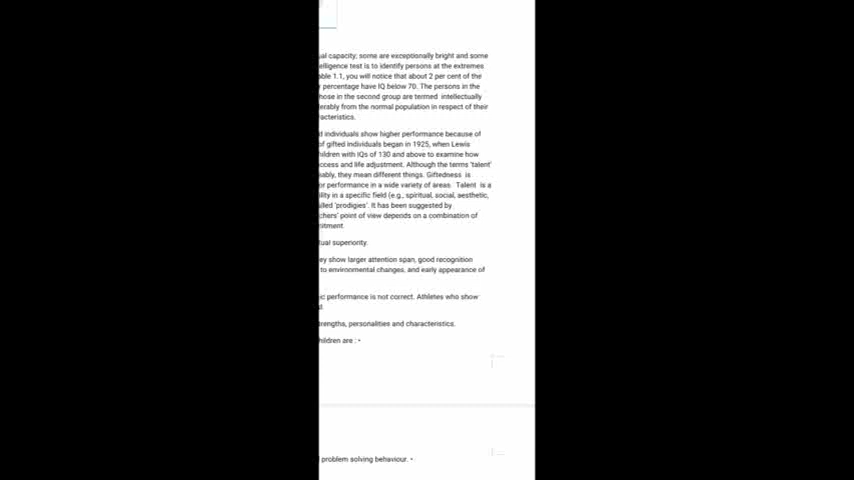 ual capacity; some are exceptionally bright and some
elligence test is to identify persons at the extremes
able 1.1, you will notice that about 2 per cent of the
percentage have IQ below 70. The persons in the
hose in the second group are termed intellectually
erably from the normal population in respect of their
racteristics.
d individuals show higher performance because of
of gifted individuals began in 1925, when Lewis
hildren with IQs of 130 and above to examine how
ccess and life adjustment. Although the terms 'talent'
eably, they mean different things. Giftedness is
or performance in a wide variety of areas. Talent is a
ility in a specific field (e.g., spiritual, social, aesthetic,
alled 'prodigies'. It has been suggested by
chers' point of view depends on a combination of
mitment
tual superiority.
ey show larger attention span, good recognition
to environmental changes, and early appearance of
ic performance is not correct. Athletes who show
d.
trengths, personalities and characteristics.
hildren are : •
problem solving behaviour. •